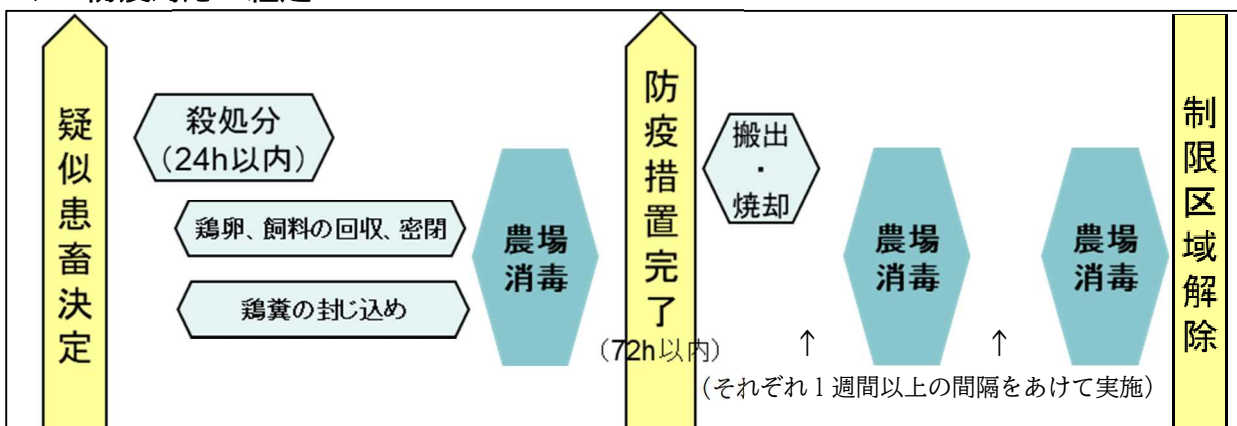 疑似患畜決定
殺処分
(24h以内)
鶏卵、飼料の回収、密閉
鶏糞の封じ込め
農場
消毒
防疫措置完了
(72h以内)
搬出
・
焼却
↑
農場
消毒
↑
農場
消毒
(それぞれ1週間以上の間隔をあけて実施)
制限区域解除